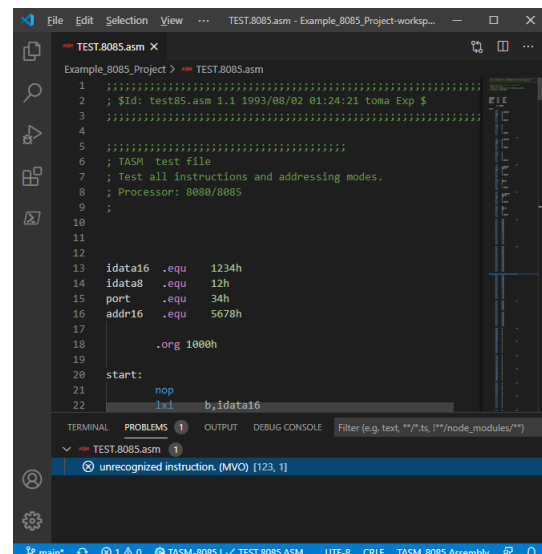 File Edit Selection View ··· TEST.8085.asm - Example_8085_Project-worksp...
ASM TEST.8085.asm
Example_8085_Project > ASM TEST.8085.asm
1 ;;;;;;;;;;;;;;;;;;;;;;;;;;;;;;;;;;;;;;;;;;;;;;;;;;;;;;;;;;;;;;;
2 ; $Id: test85.asm 1.1 1993/08/02 01:24:21 toma Exp $
3 ;;;;;;;;;;;;;;;;;;;;;;;;;;;;;;;;;;;;;;;;;;;;;;;;;;;;;;;;;;;;;;;
4
5 ;;;;;;;;;;;;;;;;;;;;;;;;;;;;;;;;;;;;;;;;
6 ; TASM  test file
7 ; Test all instructions and addressing modes.
8 ; Processor: 8080/8085
9 ;
10
11
12
13 idata16 .equ 1234h
14 idata8 .equ 12h
15 port .equ 34h
16 addr16 .equ 5678h
17
18 .org 1000h
19
20 start:
21 nop
22 lxi b,idata16
TERMINAL PROBLEMS 1 OUTPUT DEBUG CONSOLE Filter (e.g. text, **/*.ts, !**/node_modules/**)
ASM TEST.8085.asm 1
unrecognized instruction. (MVO) [123, 1]
main* 1 0 TASM-8085 | ✓ TEST.8085.ASM UTF-8 CRLF TASM 8085 Assembly